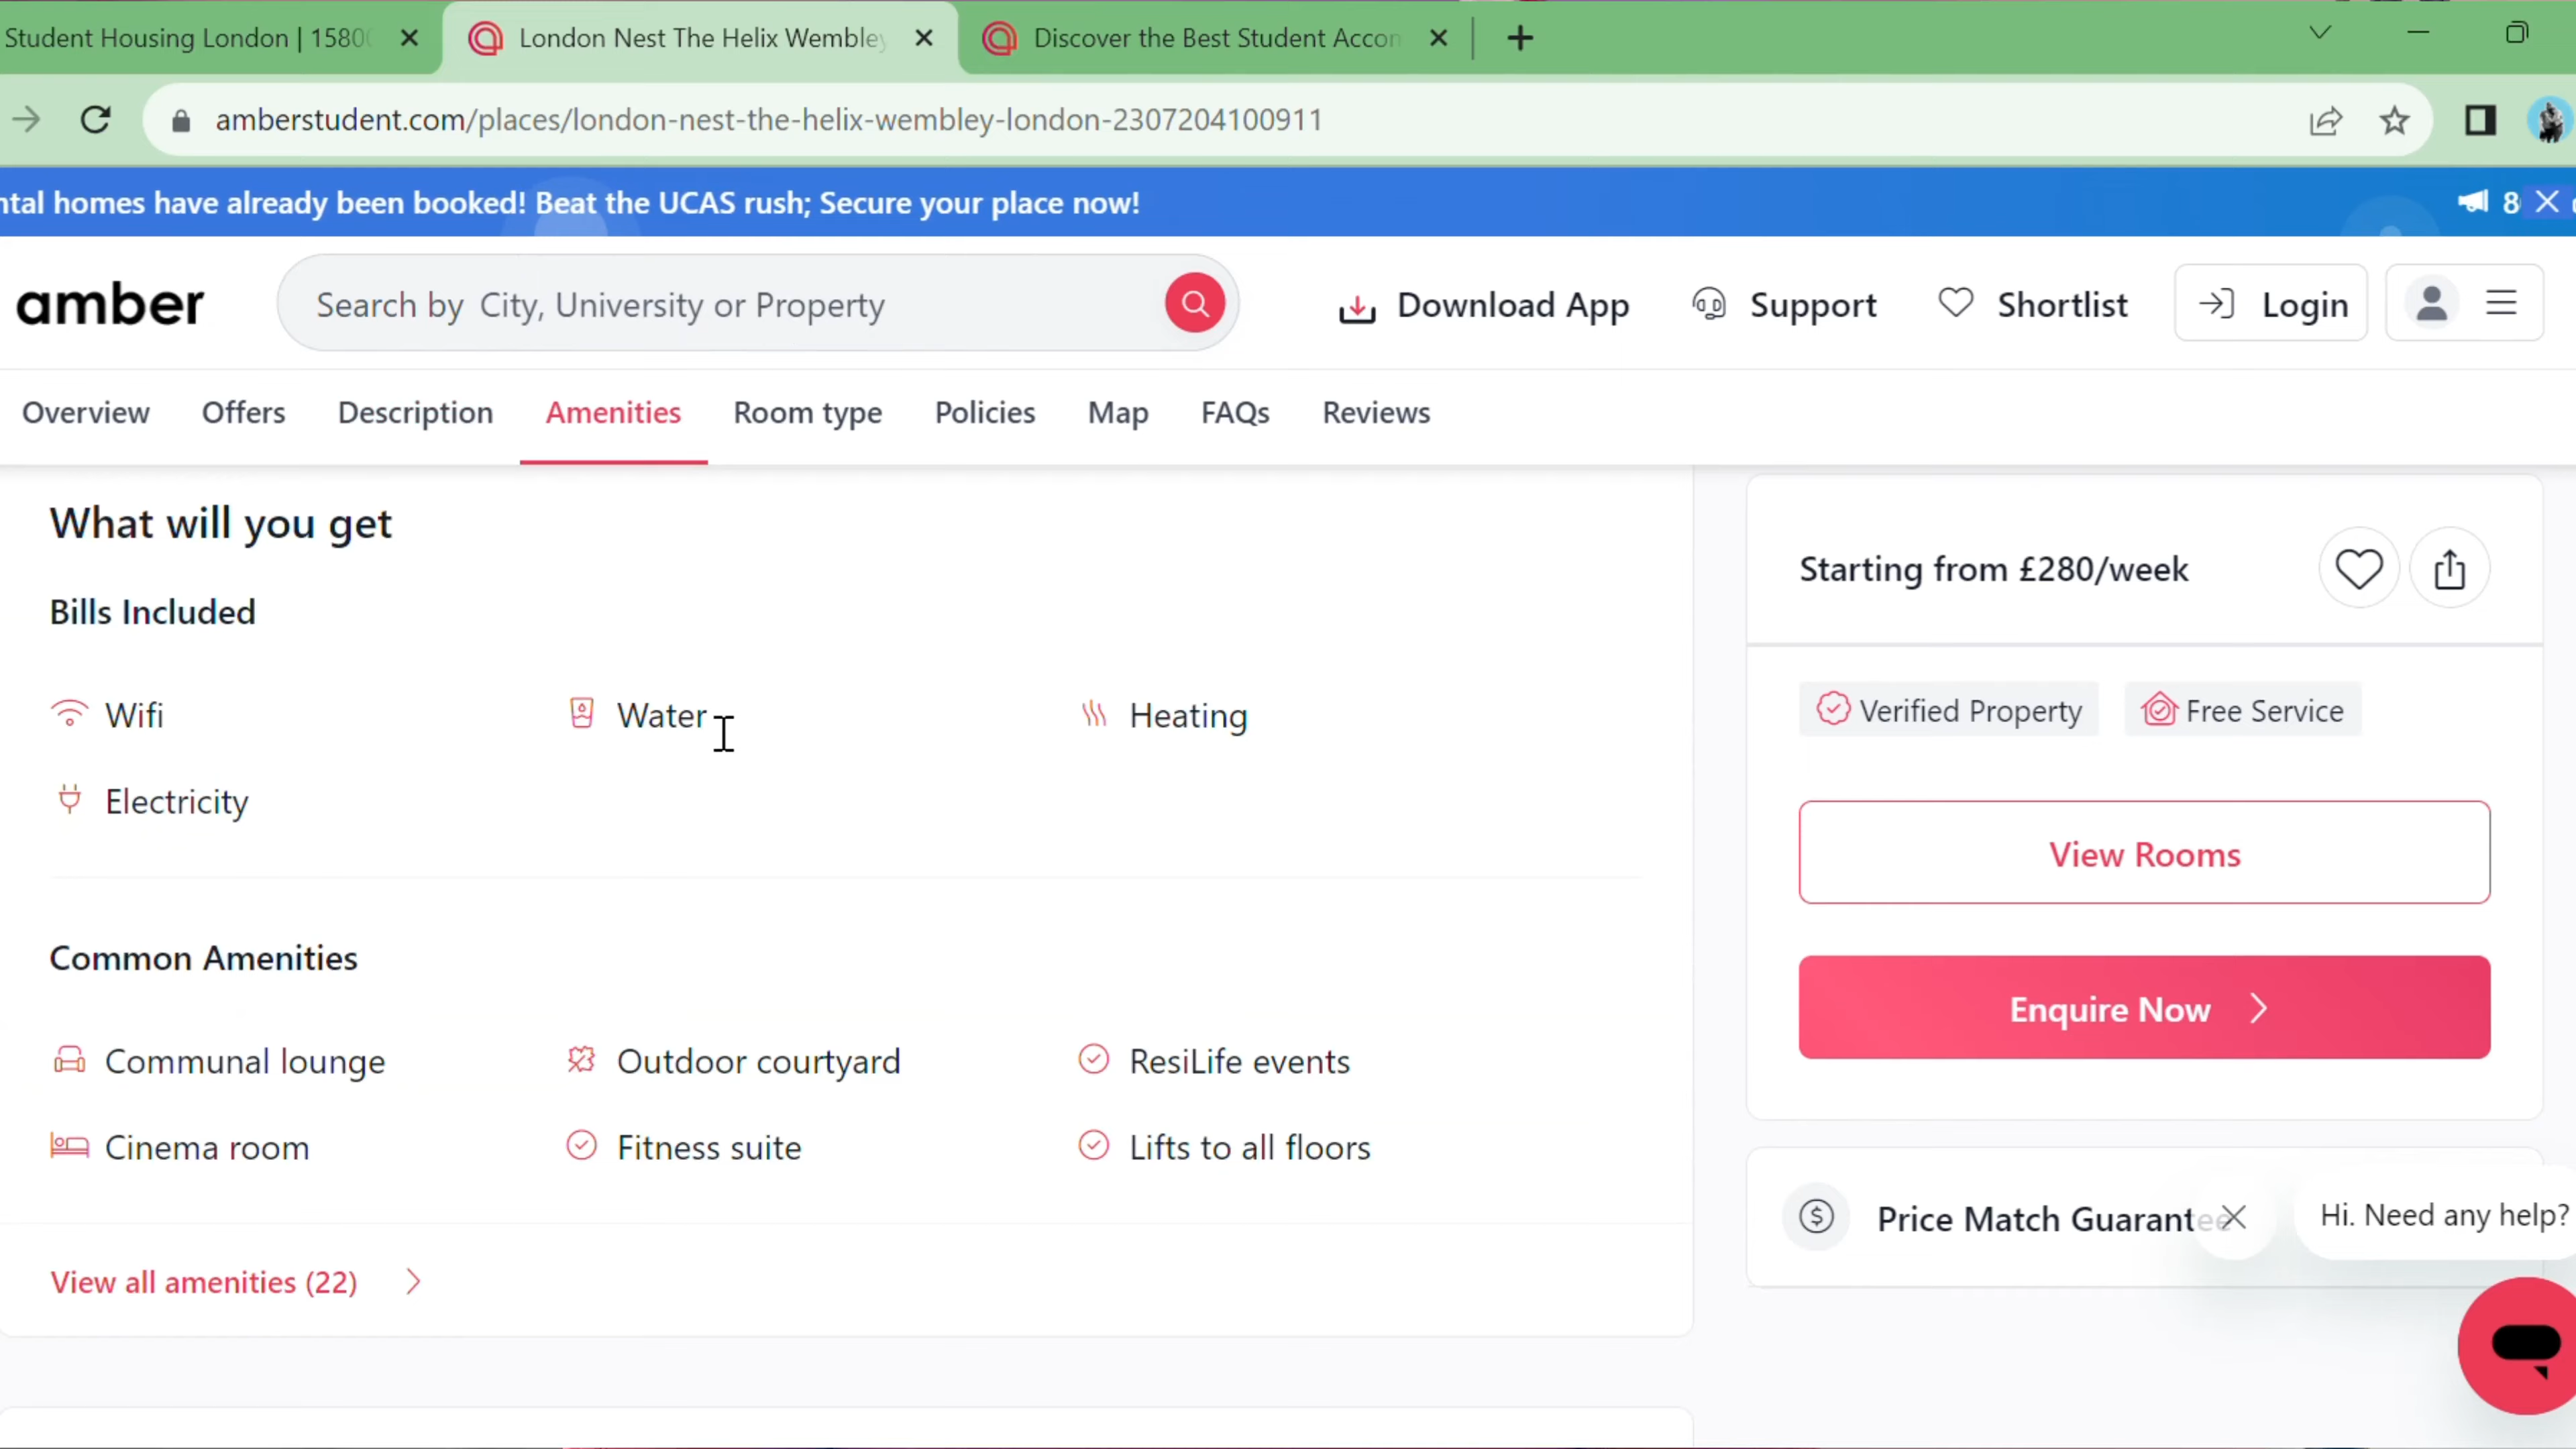 Student Housing London | 1580
London Nest The Helix Wembley
Discover the Best Student Accon
amberstudent.com/places/london-nest-the-helix-wembley-london-2307204100911
ntal homes have already been booked! Beat the UCAS rush; Secure your place now!
8
amber
Search by City, University or Property
Download App
Support
Shortlist
Login
Overview
Offers
Description
Amenities
Room type
Policies
Map
FAQs
Reviews
What will you get
Bills Included
Wifi
Water
Heating
Electricity
Common Amenities
Communal lounge
Outdoor courtyard
ResiLife events
Cinema room
Fitness suite
Lifts to all floors
View all amenities (22)
Starting from £280/week
Verified Property
Free Service
View Rooms
Enquire Now
Price Match Guarantee
Hi. Need any help?